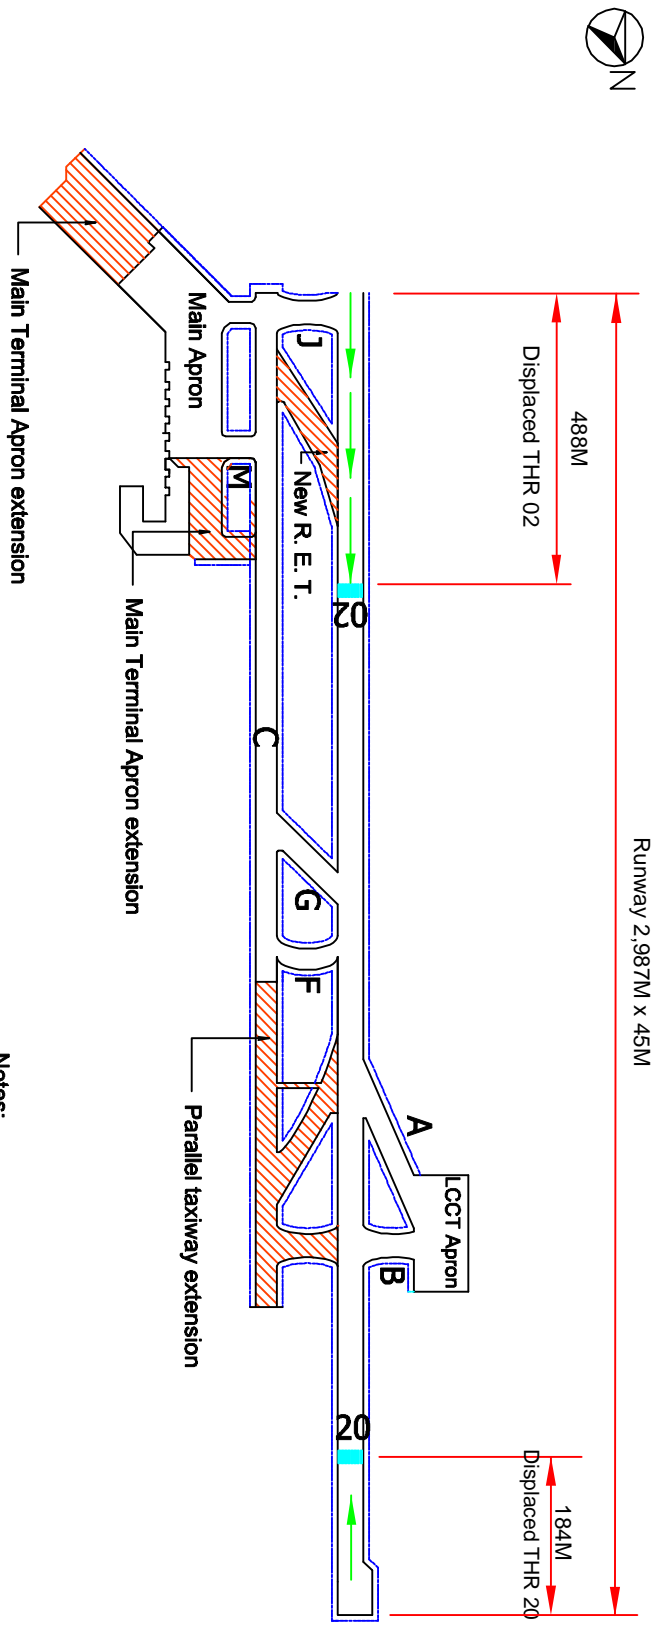 N
Runway 2,987M x 45M
488M
Displaced THR 02
184M
Displaced THR 20
J
New R. E. T.
02
Main Apron
M
Main Terminal Apron extension
Main Terminal Apron extension
C
G
F
A
LCCT Apron
B
Parallel taxiway extension
20
Notes: